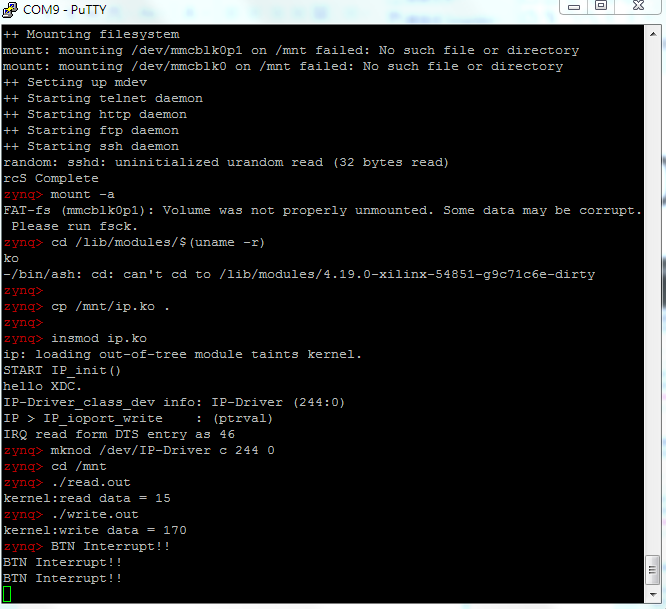 COM9 - PuTTY
++ Mounting filesystem
mount: mounting /dev/mmcblk0p1 on /mnt failed: No such file or directory
mount: mounting /dev/mmcblk0 on /mnt failed: No such file or directory
++ Setting up mdev
++ Starting telnet daemon
++ Starting http daemon
++ Starting ftp daemon
++ Starting ssh daemon
random: sshd: uninitialized urandom read (32 bytes read)
rcS Complete
zynq> mount -a
FAT-fs (mmcblk0p1): Volume was not properly unmounted. Some data may be corrupt.
 Please run fsck.
zynq> cd /lib/modules/$(uname -r)
ko
-/bin/ash: cd: can't cd to /lib/modules/4.19.0-xilinx-54851-g9c71c6e-dirty
zynq>
zynq> cp /mnt/ip.ko .
zynq>
zynq> insmod ip.ko
ip: loading out-of-tree module taints kernel.
START IP_init()
hello XDC.
IP-Driver_class_dev info: IP-Driver (244:0)
IP > IP_ioport_write    : (ptrval)
IRQ read form DTS entry as 46
zynq> mknod /dev/IP-Driver c 244 0
zynq> cd /mnt
zynq> ./read.out
kernel:read data = 15
zynq> ./write.out
kernel:write data = 170
zynq> BTN Interrupt!!
BTN Interrupt!!
BTN Interrupt!!